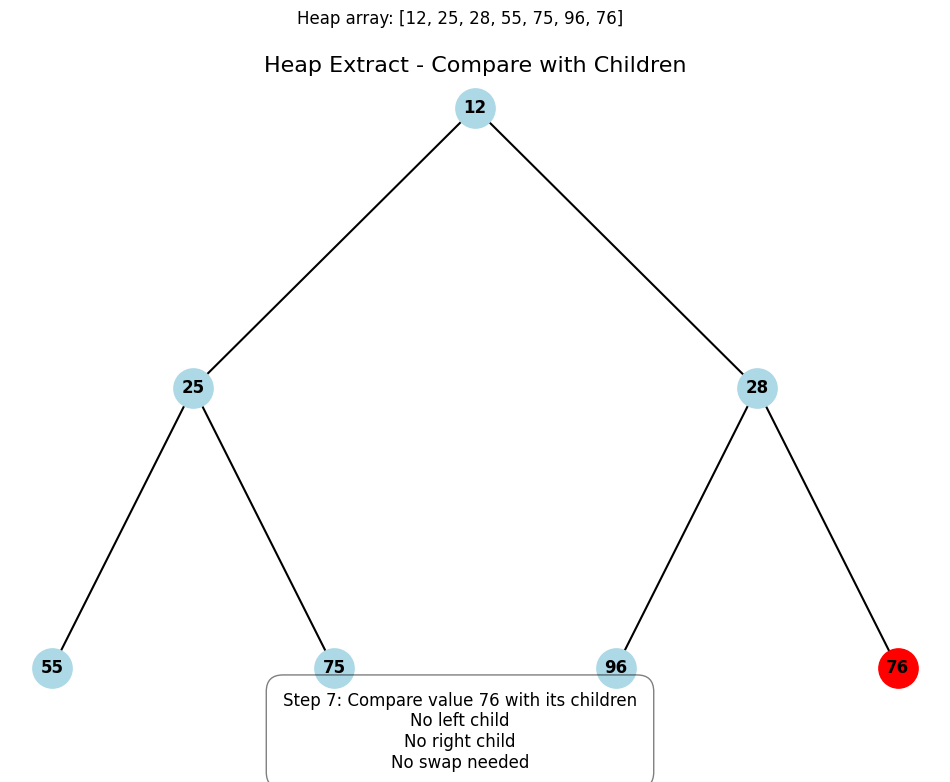 Heap array: [12, 25, 28, 55, 75, 96, 76]
Heap Extract - Compare with Children
12
25
28
55
75
96
76
Step 7: Compare value 76 with its children
No left child
No right child
No swap needed